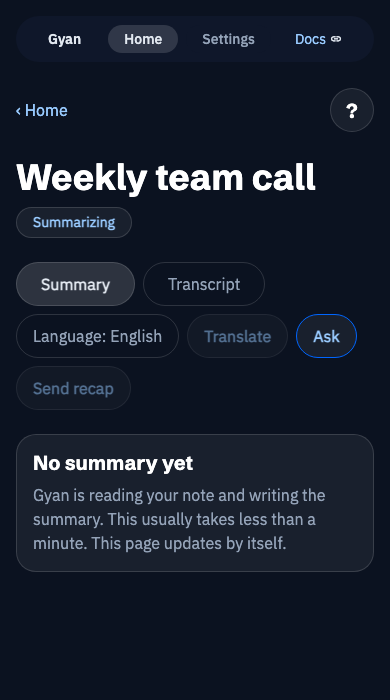 Gyan Home Settings Docs
‹ Home ?
Weekly team call
Summarizing
Summary Transcript
Language: English Translate Ask
Send recap
No summary yet
Gyan is reading your note and writing the
summary. This usually takes less than a
minute. This page updates by itself.